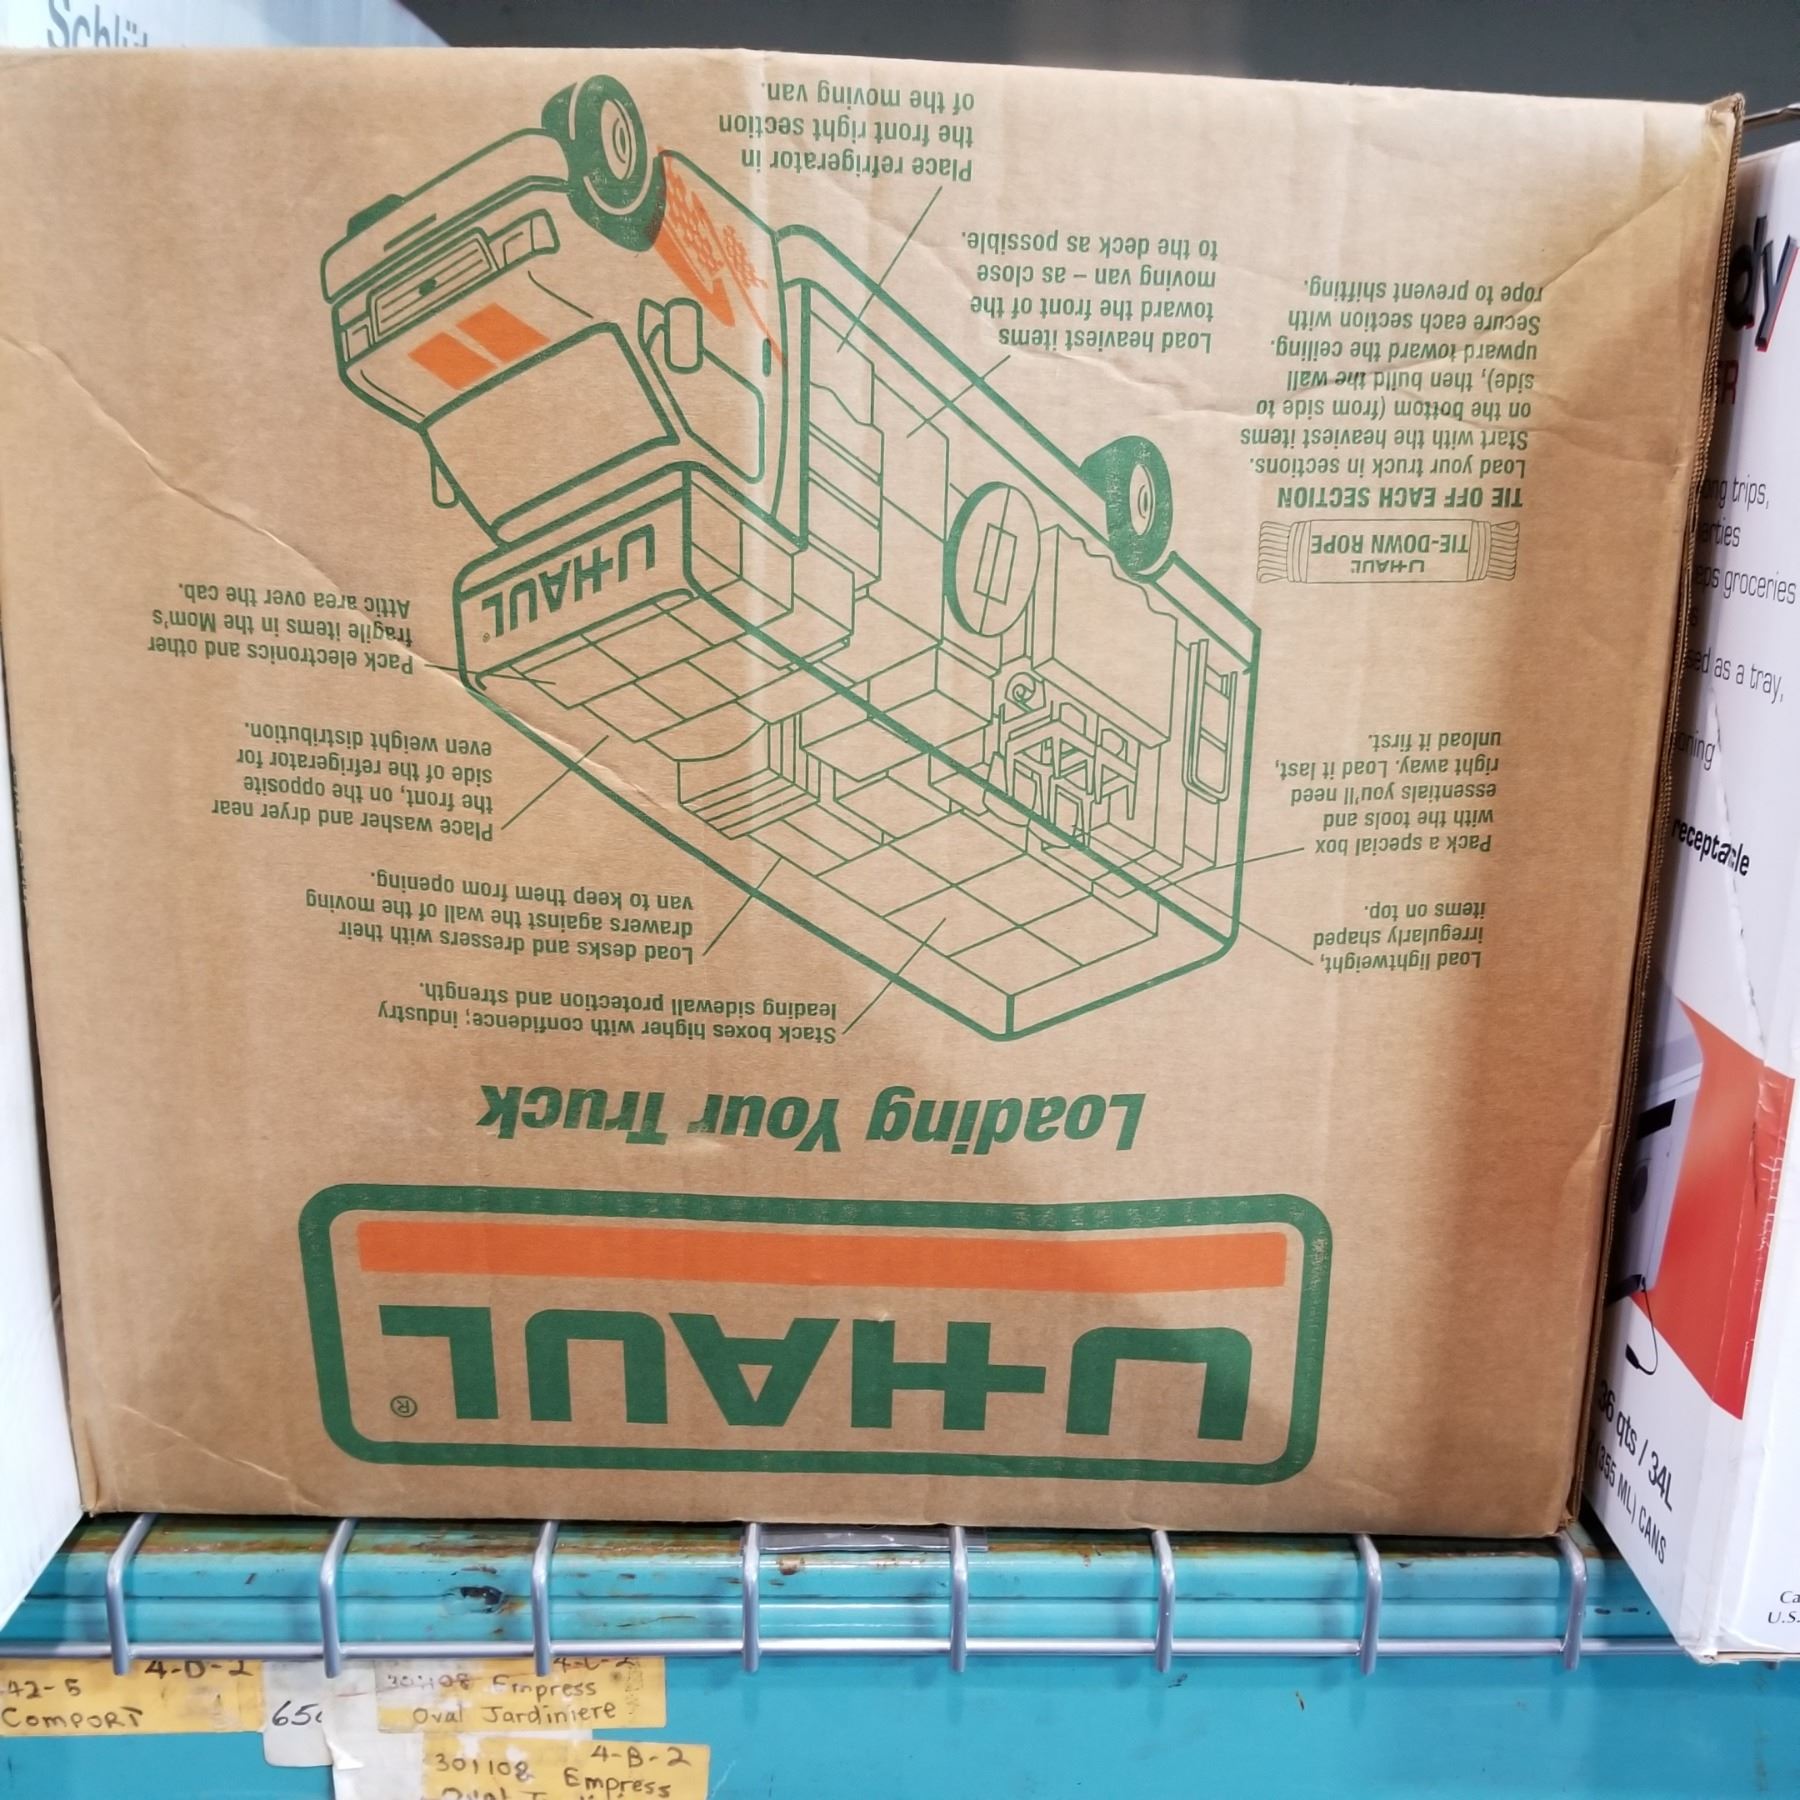 U-HAUL®
Loading Your Truck
Stack boxes higher with confidence; industry
leading sidewall protection and strength.
Load lightweight,
irregularly shaped
items on top.
Load desks and dressers with their
drawers against the wall of the moving
van to keep them from opening.
Pack a special box
with the tools and
essentials you'll need
right away. Load it last,
unload it first.
Place washer and dryer near
the front, on the opposite
side of the refrigerator for
even weight distribution.
Pack electronics and other
fragile items in the Mom's
Attic area over the cab.
U-HAUL®
U-HAUL
TIE-DOWN ROPE
TIE OFF EACH SECTION
Load your truck in sections.
Start with the heaviest items
on the bottom (from side to
side), then build the wall
upward toward the ceiling.
Secure each section with
rope to prevent shifting.
Load heaviest items
toward the front of the
moving van – as close
to the deck as possible.
Place refrigerator in
the front right section
of the moving van.
trips,
groceries
as a tray,
receptacle
36 qts / 34L
(355 ML) CANS
42-5
4-D-2
COMPORT
Empress
Oval Jardiniere
301108
4-B-2
Empress